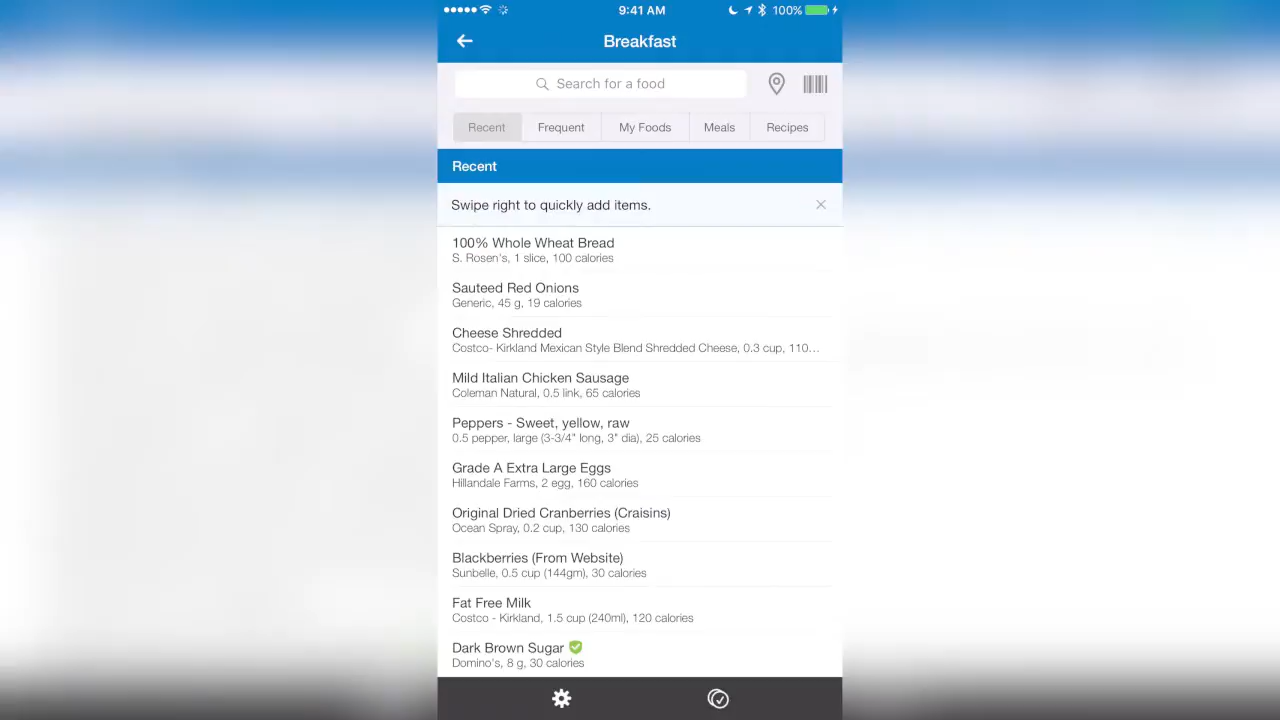 9:41 AM
100%
Breakfast
Search for a food
Recent
Frequent
My Foods
Meals
Recipes
Recent
Swipe right to quickly add items.
100% Whole Wheat Bread
S. Rosen's, 1 slice, 100 calories
Sauteed Red Onions
Generic, 45 g, 19 calories
Cheese Shredded
Costco- Kirkland Mexican Style Blend Shredded Cheese, 0.3 cup, 110…
Mild Italian Chicken Sausage
Coleman Natural, 0.5 link, 65 calories
Peppers - Sweet, yellow, raw
0.5 pepper, large (3-3/4" long, 3" dia), 25 calories
Grade A Extra Large Eggs
Hillandale Farms, 2 egg, 160 calories
Original Dried Cranberries (Craisins)
Ocean Spray, 0.2 cup, 130 calories
Blackberries (From Website)
Sunbelle, 0.5 cup (144gm), 30 calories
Fat Free Milk
Costco - Kirkland, 1.5 cup (240ml), 120 calories
Dark Brown Sugar
Domino's, 8 g, 30 calories